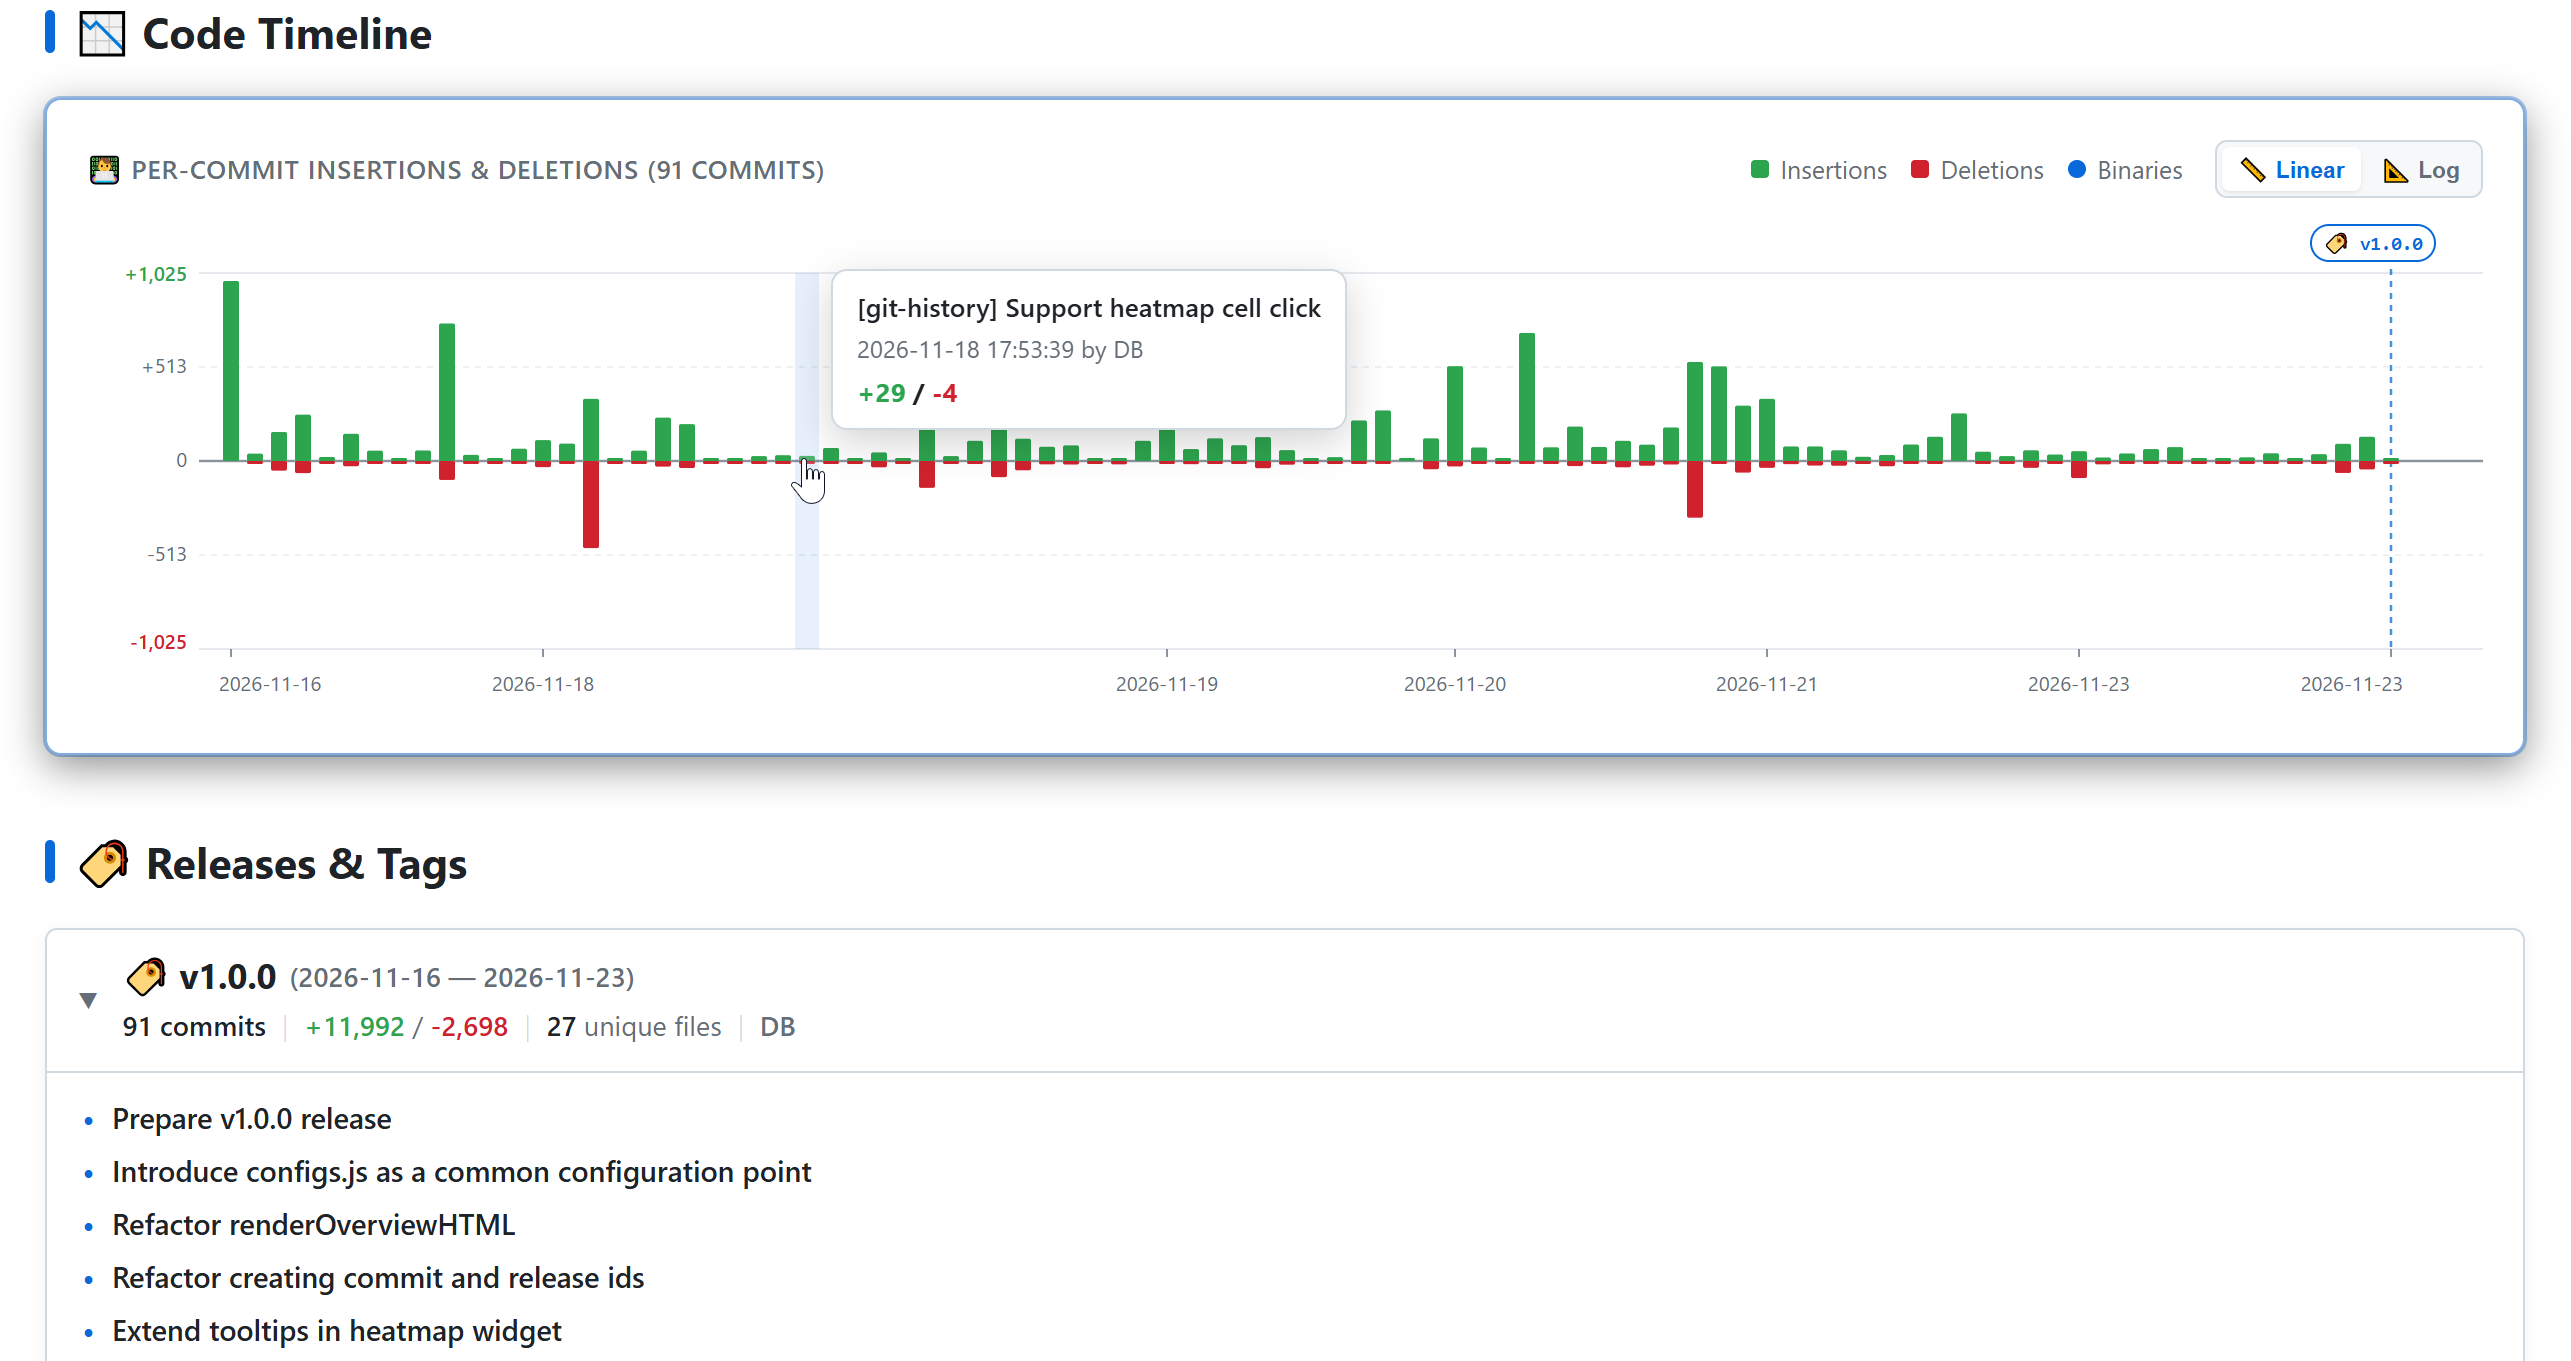 Code Timeline
PER-COMMIT INSERTIONS & DELETIONS (91 COMMITS)
Insertions
Deletions
Binaries
Linear
Log
v1.0.0
+1,025
+513
0
-513
-1,025
[git-history] Support heatmap cell click
2026-11-18 17:53:39 by DB
+29 / -4
2026-11-16
2026-11-18
2026-11-19
2026-11-20
2026-11-21
2026-11-23
2026-11-23
Releases & Tags
v1.0.0 (2026-11-16 — 2026-11-23)
91 commits
+11,992 / -2,698
27 unique files
DB
• Prepare v1.0.0 release
• Introduce configs.js as a common configuration point
• Refactor renderOverviewHTML
• Refactor creating commit and release ids
• Extend tooltips in heatmap widget